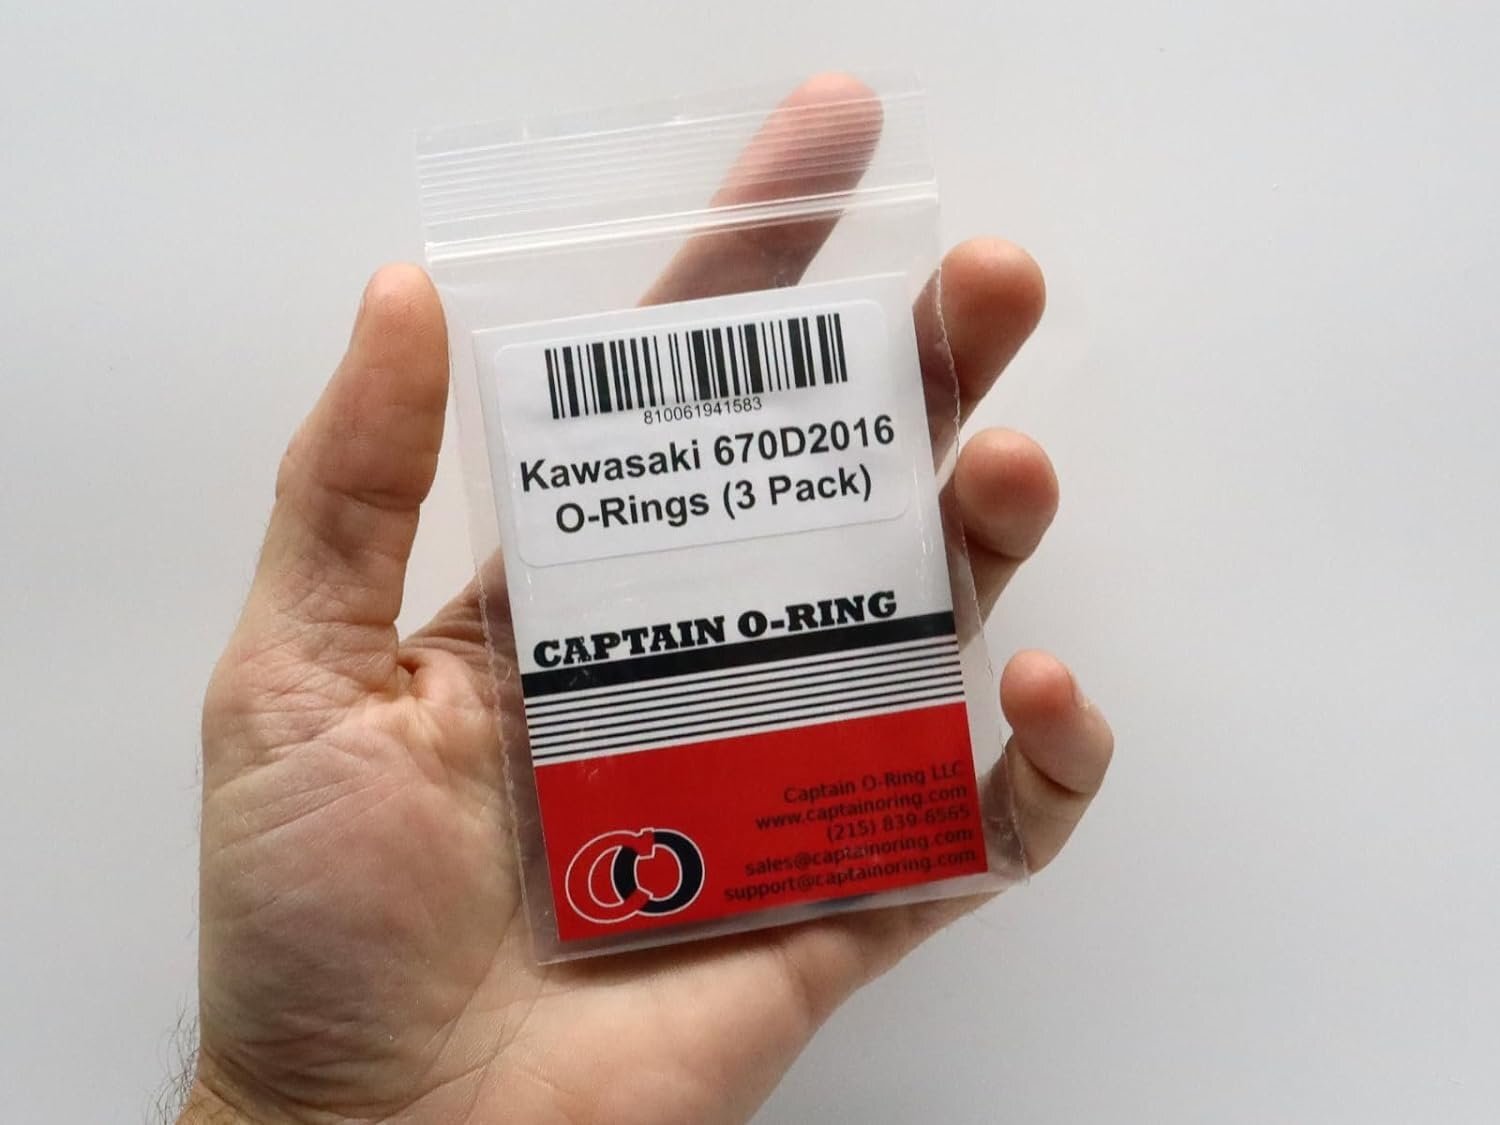 810061941583
Kawasaki 670D2016
O-Rings (3 Pack)
CAPTAIN O-RING
Captain O-Ring LLC
www.captainoring.com
(215) 839-6565
sales@captainoring.com
support@captainoring.com